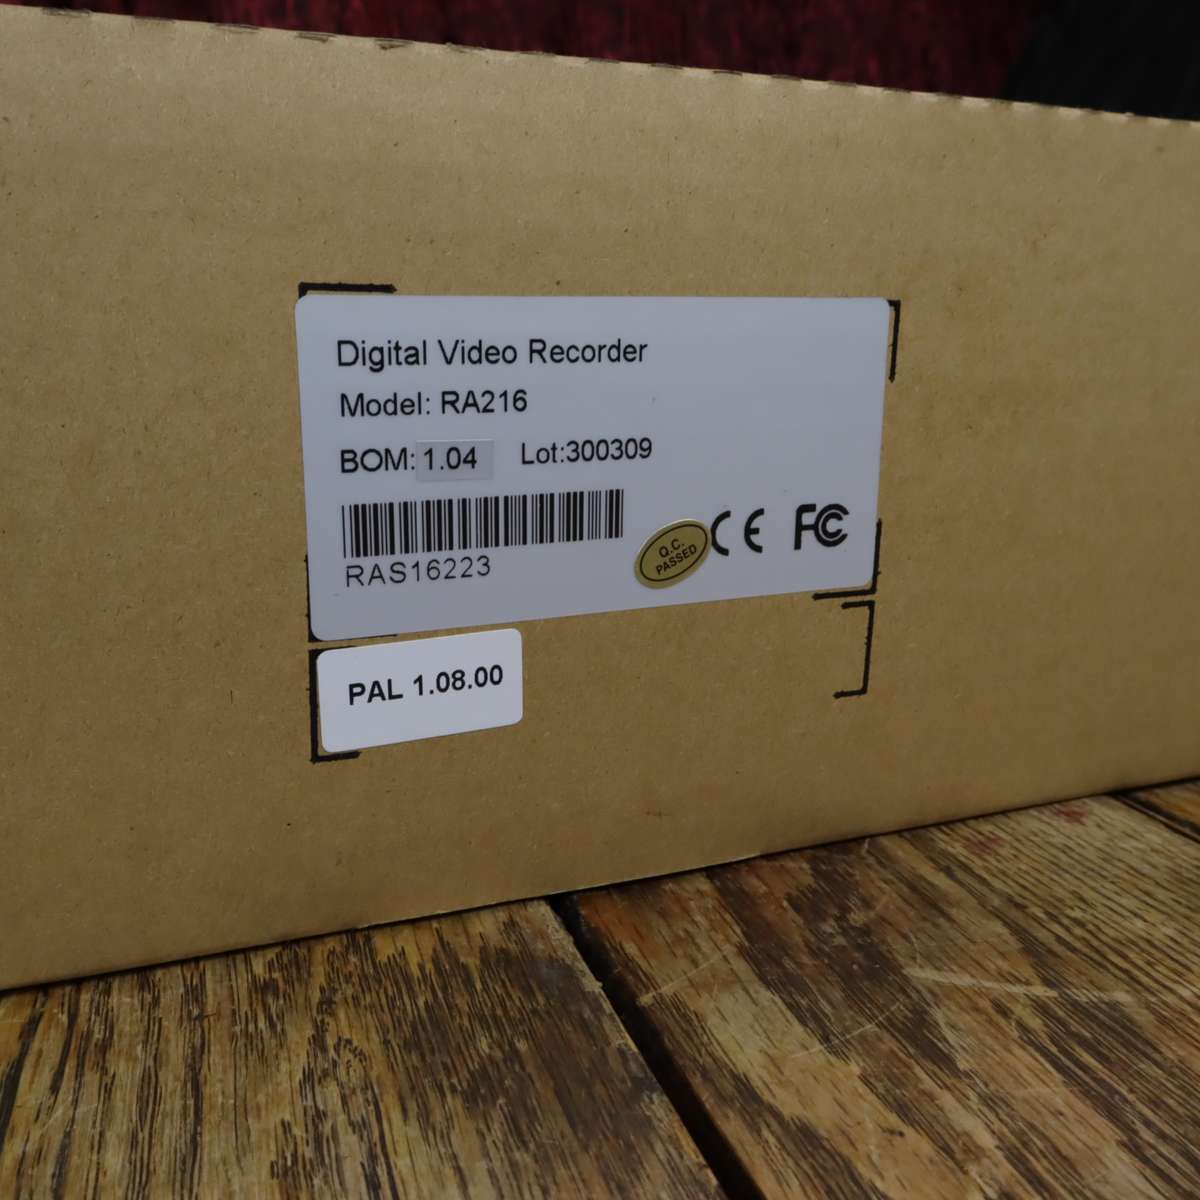 Digital Video Recorder
Model: RA216
BOM: 1.04 Lot:300309
RAS16223
Q.C.
PASSED
CE FC
PAL 1.08.00